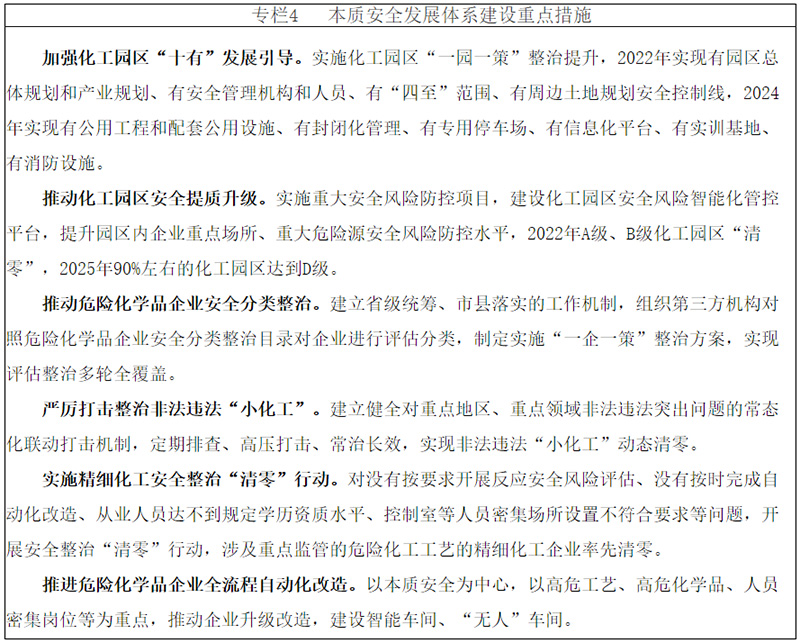 专栏4 本质安全发展体系建设重点措施
加强化工园区“十有”发展引导。实施化工园区“一园一策”整治提升，2022年实现有园区总
体规划和产业规划、有安全管理机构和人员、有“四至”范围、有周边土地规划安全控制线，2024
年实现有公用工程和配套公用设施、有封闭化管理、有专用停车场、有信息化平台、有实训基地、
有消防设施。
推动化工园区安全提质升级。实施重大安全风险防控项目，建设化工园区安全风险智能化管控
平台，提升园区内企业重点场所、重大危险源安全风险防控水平，2022年A级、B级化工园区“清
零”，2025年90%左右的化工园区达到D级。
推动危险化学品企业安全分类整治。建立省级统筹、市县落实的工作机制，组织第三方机构对
照危险化学品企业安全分类整治目录对企业进行评估分类，制定实施“一企一策”整治方案，实现
评估整治多轮全覆盖。
严厉打击整治非法违法“小化工”。建立健全对重点地区、重点领域非法违法突出问题的常态
化联动打击机制，定期排查、高压打击、常治长效，实现非法违法“小化工”动态清零。
实施精细化工安全整治“清零”行动。对没有按要求开展反应安全风险评估、没有按时完成自
动化改造、从业人员达不到规定学历资质水平、控制室等人员密集场所设置不符合要求等问题，开
展安全整治“清零”行动，涉及重点监管的危险化工工艺的精细化工企业率先清零。
推进危险化学品企业全流程自动化改造。以本质安全为中心，以高危工艺、高危化学品、人员
密集岗位等为重点，推动企业升级改造，建设智能车间、“无人”车间。